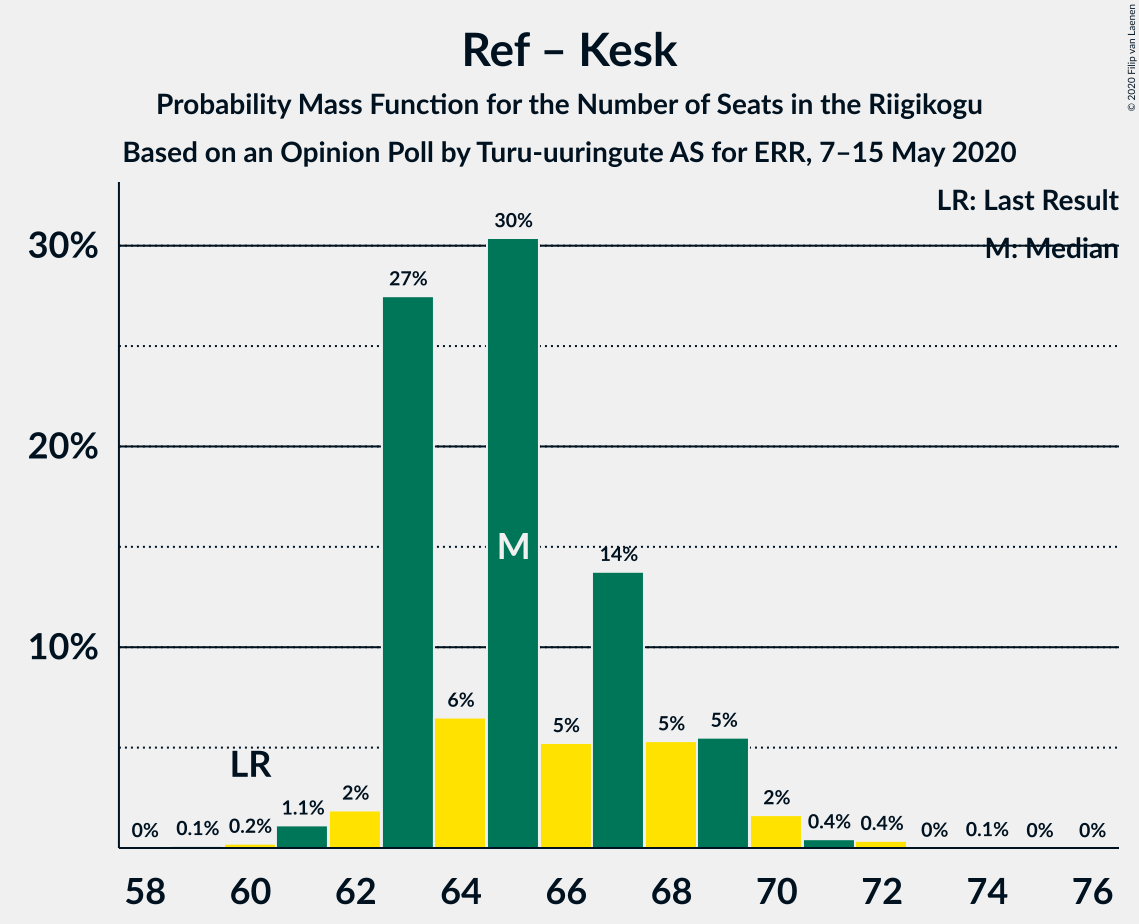 Ref – Kesk
Probability Mass Function for the Number of Seats in the Riigikogu
Based on an Opinion Poll by Turu-uuringute AS for ERR, 7–15 May 2020
© 2020 Filip van Laenen
LR: Last Result
M: Median
30%
20%
10%
0%
0.1%
0.2%
1.1%
2%
27%
6%
30%
5%
14%
5%
5%
2%
0.4%
0.4%
0%
0.1%
0%
0%
LR
M
58 60 62 64 66 68 70 72 74 76